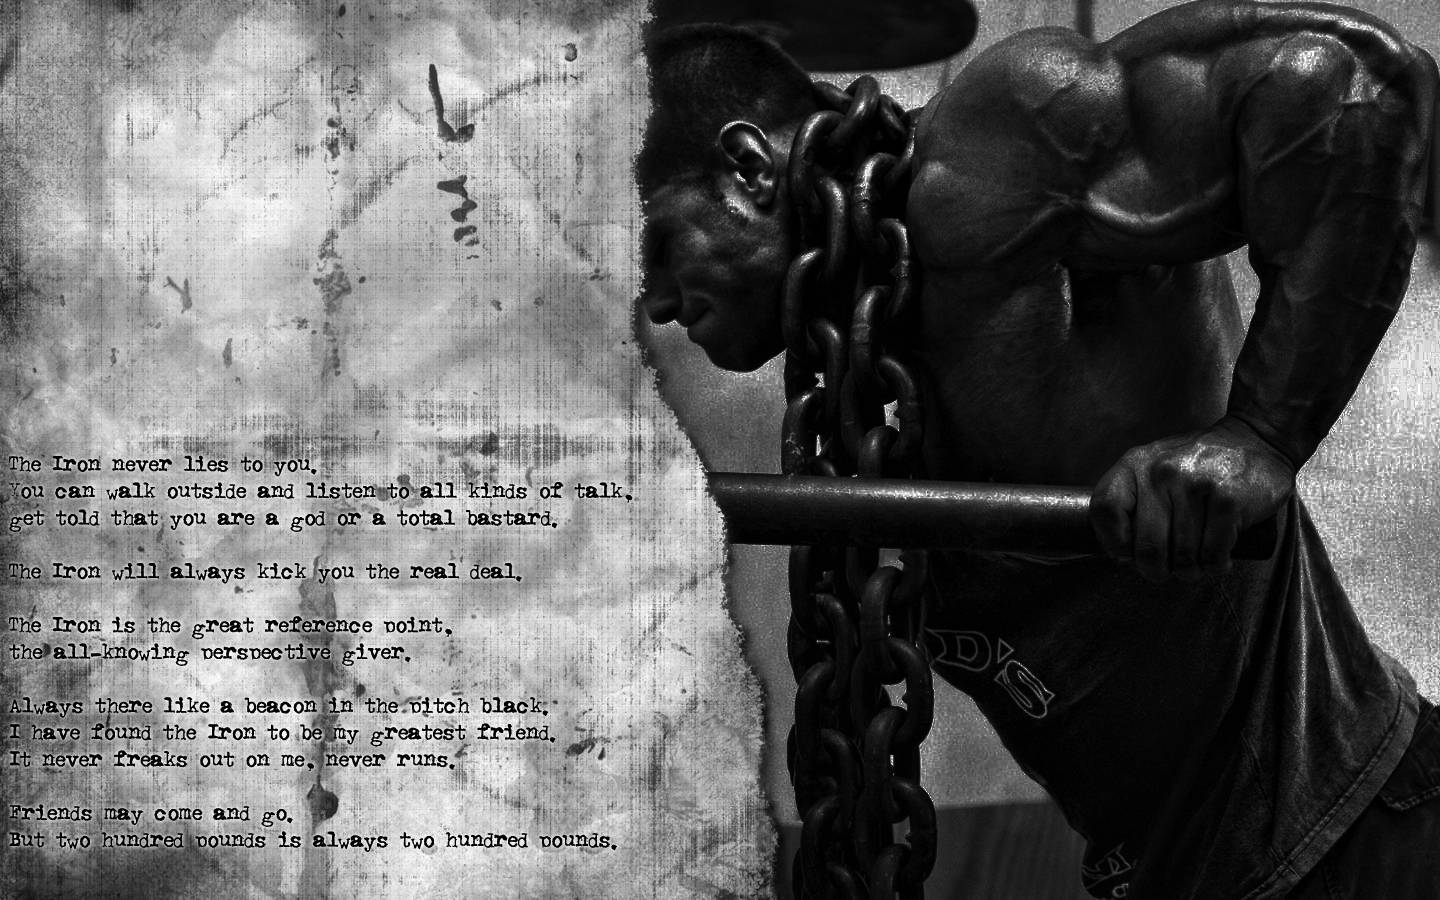 The Iron never lies to you.
You can walk outside and listen to all kinds of talk,
get told that you are a god or a total bastard.
The Iron will always kick you the real deal.
The Iron is the great reference point,
the all-knowing perspective giver.
Always there like a beacon in the pitch black.
I have found the Iron to be my greatest friend.
It never freaks out on me, never runs.
Friends may come and go.
But two hundred pounds is always two hundred pounds.
D'S